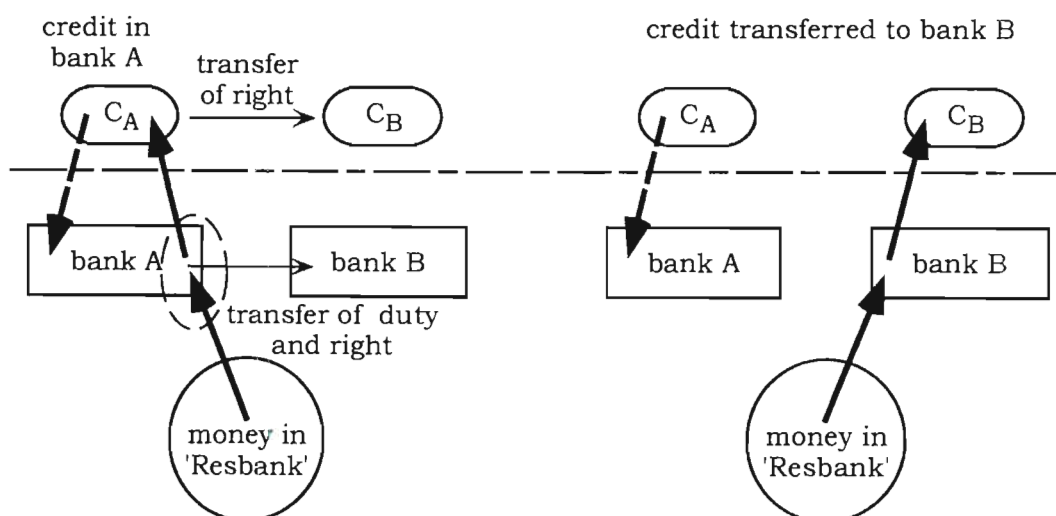 credit in
bank A
credit transferred to bank B
transfer
of right
C_A
C_B
C_A
C_B
bank A
bank B
bank A
bank B
transfer of duty
and right
money in
'Resbank'
money in
'Resbank'